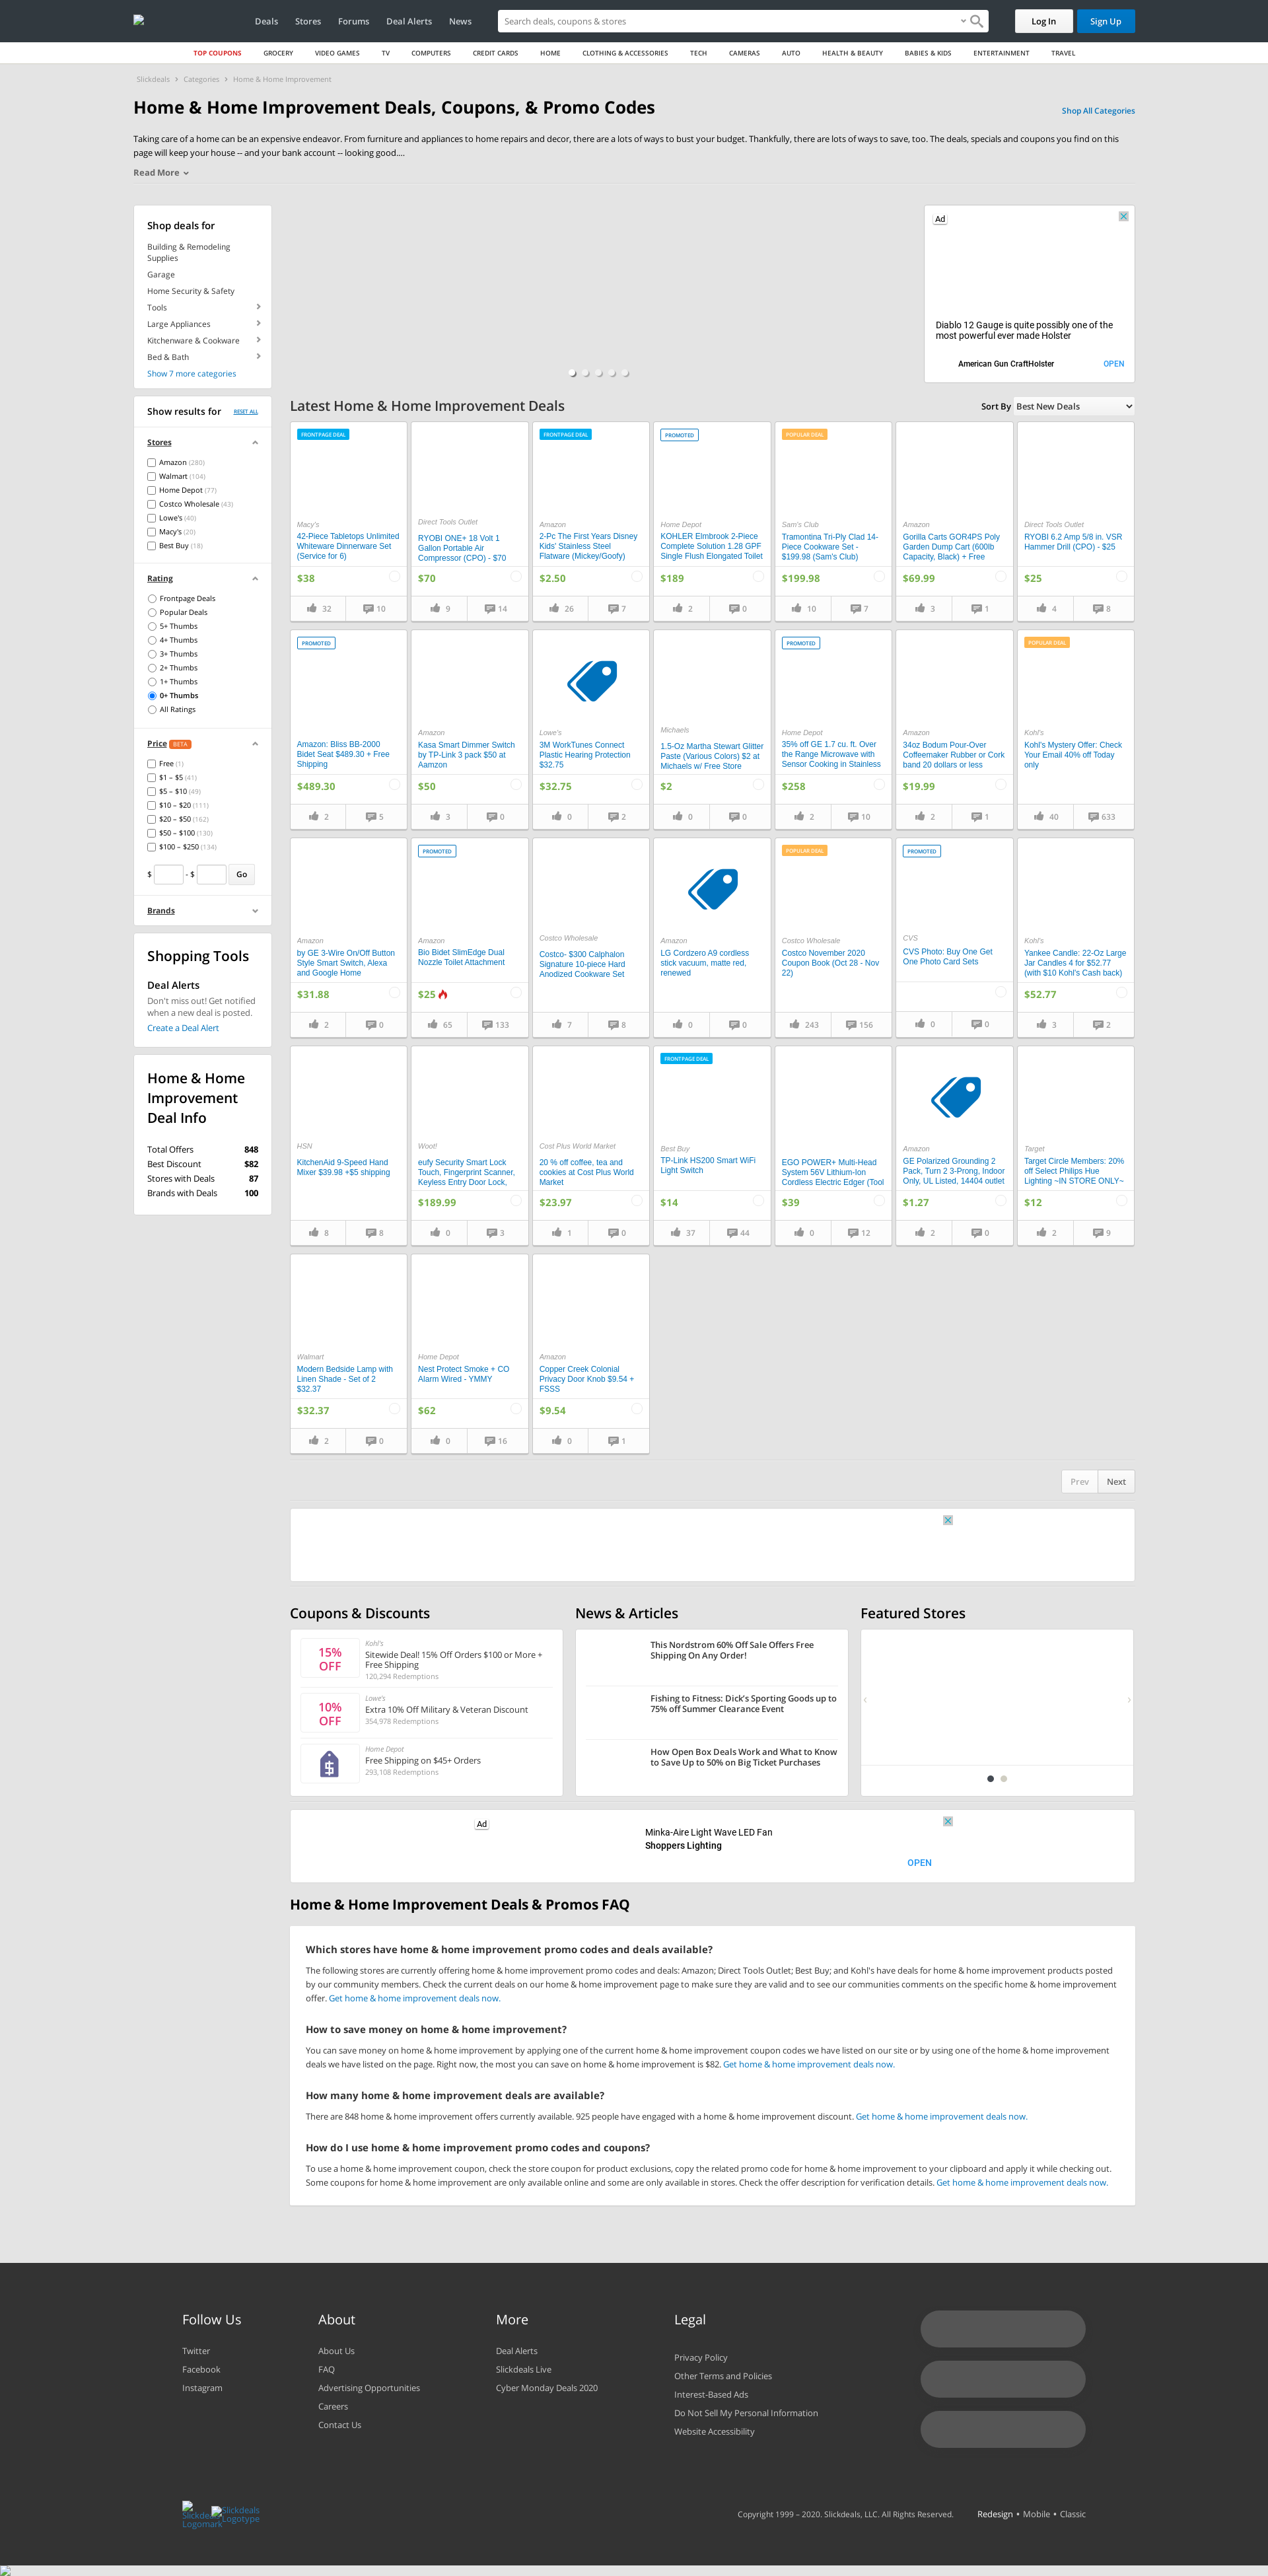 Deals Stores Forums Deal Alerts News
Search deals, coupons & stores
Log In
Sign Up
TOP COUPONS GROCERY VIDEO GAMES TV COMPUTERS CREDIT CARDS HOME CLOTHING & ACCESSORIES TECH CAMERAS AUTO HEALTH & BEAUTY BABIES & KIDS ENTERTAINMENT TRAVEL
Slickdeals › Categories › Home & Home Improvement
Home & Home Improvement Deals, Coupons, & Promo Codes
Shop All Categories
Taking care of a home can be an expensive endeavor. From furniture and appliances to home repairs and decor, there are a lots of ways to bust your budget. Thankfully, there are lots of ways to save, too. The deals, specials and coupons you find on this
page will keep your house -- and your bank account -- looking good....
Read More
Shop deals for
Building & Remodeling
Supplies
Garage
Home Security & Safety
Tools
Large Appliances
Kitchenware & Cookware
Bed & Bath
Show 7 more categories
Ad
Diablo 12 Gauge is quite possibly one of the
most powerful ever made Holster
American Gun CraftHolster
OPEN
Show results for
RESET ALL
Stores
Amazon (280)
Walmart (104)
Home Depot (77)
Costco Wholesale (43)
Lowe's (40)
Macy's (20)
Best Buy (18)
Rating
Frontpage Deals
Popular Deals
5+ Thumbs
4+ Thumbs
3+ Thumbs
2+ Thumbs
1+ Thumbs
0+ Thumbs
All Ratings
Price BETA
Free (1)
$1 – $5 (41)
$5 – $10 (49)
$10 – $20 (111)
$20 – $50 (162)
$50 – $100 (130)
$100 – $250 (134)
$ - $ Go
Brands
Shopping Tools
Deal Alerts
Don't miss out! Get notified
when a new deal is posted.
Create a Deal Alert
Home & Home
Improvement
Deal Info
Total Offers 848
Best Discount $82
Stores with Deals 87
Brands with Deals 100
Latest Home & Home Improvement Deals
Sort By Best New Deals
FRONTPAGE DEAL
Macy's
42-Piece Tabletops Unlimited
Whiteware Dinnerware Set
(Service for 6)
$38
32 10
Direct Tools Outlet
RYOBI ONE+ 18 Volt 1
Gallon Portable Air
Compressor (CPO) - $70
$70
9 14
FRONTPAGE DEAL
Amazon
2-Pc The First Years Disney
Kids' Stainless Steel
Flatware (Mickey/Goofy)
$2.50
26 7
PROMOTED
Home Depot
KOHLER Elmbrook 2-Piece
Complete Solution 1.28 GPF
Single Flush Elongated Toilet
$189
2 0
POPULAR DEAL
Sam's Club
Tramontina Tri-Ply Clad 14-
Piece Cookware Set -
$199.98 (Sam's Club)
$199.98
10 7
Amazon
Gorilla Carts GOR4PS Poly
Garden Dump Cart (600lb
Capacity, Black) + Free
$69.99
3 1
Direct Tools Outlet
RYOBI 6.2 Amp 5/8 in. VSR
Hammer Drill (CPO) - $25
$25
4 8
PROMOTED
Amazon: Bliss BB-2000
Bidet Seat $489.30 + Free
Shipping
$489.30
2 5
Amazon
Kasa Smart Dimmer Switch
by TP-Link 3 pack $50 at
Aamzon
$50
3 0
Lowe's
3M WorkTunes Connect
Plastic Hearing Protection
$32.75
$32.75
0 2
Michaels
1.5-Oz Martha Stewart Glitter
Paste (Various Colors) $2 at
Michaels w/ Free Store
$2
0 0
PROMOTED
Home Depot
35% off GE 1.7 cu. ft. Over
the Range Microwave with
Sensor Cooking in Stainless
$258
2 10
Amazon
34oz Bodum Pour-Over
Coffeemaker Rubber or Cork
band 20 dollars or less
$19.99
2 1
POPULAR DEAL
Kohl's
Kohl's Mystery Offer: Check
Your Email 40% off Today
only
40 633
Amazon
by GE 3-Wire On/Off Button
Style Smart Switch, Alexa
and Google Home
$31.88
2 0
PROMOTED
Amazon
Bio Bidet SlimEdge Dual
Nozzle Toilet Attachment
$25
65 133
Costco Wholesale
Costco- $300 Calphalon
Signature 10-piece Hard
Anodized Cookware Set
7 8
Amazon
LG Cordzero A9 cordless
stick vacuum, matte red,
renewed
0 0
POPULAR DEAL
Costco Wholesale
Costco November 2020
Coupon Book (Oct 28 - Nov
22)
243 156
PROMOTED
CVS
CVS Photo: Buy One Get
One Photo Card Sets
0 0
Kohl's
Yankee Candle: 22-Oz Large
Jar Candles 4 for $52.77
(with $10 Kohl's Cash back)
$52.77
3 2
HSN
KitchenAid 9-Speed Hand
Mixer $39.98 +$5 shipping
8 8
Woot!
eufy Security Smart Lock
Touch, Fingerprint Scanner,
Keyless Entry Door Lock,
$189.99
0 3
Cost Plus World Market
20 % off coffee, tea and
cookies at Cost Plus World
Market
$23.97
1 0
FRONTPAGE DEAL
Best Buy
TP-Link HS200 Smart WiFi
Light Switch
$14
37 44
EGO POWER+ Multi-Head
System 56V Lithium-Ion
Cordless Electric Edger (Tool
$39
0 12
Amazon
GE Polarized Grounding 2
Pack, Turn 2 3-Prong, Indoor
Only, UL Listed, 14404 outlet
$1.27
2 0
Target
Target Circle Members: 20%
off Select Philips Hue
Lighting ~IN STORE ONLY~
$12
2 9
Walmart
Modern Bedside Lamp with
Linen Shade - Set of 2
$32.37
$32.37
2 0
Home Depot
Nest Protect Smoke + CO
Alarm Wired - YMMY
$62
0 16
Amazon
Copper Creek Colonial
Privacy Door Knob $9.54 +
FSSS
$9.54
0 1
Prev Next
Coupons & Discounts
15%
OFF
Kohl's
Sitewide Deal! 15% Off Orders $100 or More +
Free Shipping
120,294 Redemptions
10%
OFF
Lowe's
Extra 10% Off Military & Veteran Discount
354,978 Redemptions
Home Depot
Free Shipping on $45+ Orders
293,108 Redemptions
News & Articles
This Nordstrom 60% Off Sale Offers Free
Shipping On Any Order!
Fishing to Fitness: Dick's Sporting Goods up to
75% off Summer Clearance Event
How Open Box Deals Work and What to Know
to Save Up to 50% on Big Ticket Purchases
Featured Stores
Ad
Minka-Aire Light Wave LED Fan
Shoppers Lighting
OPEN
Home & Home Improvement Deals & Promos FAQ
Which stores have home & home improvement promo codes and deals available?
The following stores are currently offering home & home improvement promo codes and deals: Amazon; Direct Tools Outlet; Best Buy; and Kohl's have deals for home & home improvement products posted
by our community members. Check the current deals on our home & home improvement page to make sure they are valid and to see our communities comments on the specific home & home improvement
offer. Get home & home improvement deals now.
How to save money on home & home improvement?
You can save money on home & home improvement by applying one of the current home & home improvement coupon codes we have listed on our site or by using one of the home & home improvement
deals we have listed on the page. Right now, the most you can save on home & home improvement is $82. Get home & home improvement deals now.
How many home & home improvement deals are available?
There are 848 home & home improvement offers currently available. 925 people have engaged with a home & home improvement discount. Get home & home improvement deals now.
How do I use home & home improvement promo codes and coupons?
To use a home & home improvement coupon, check the store coupon for product exclusions, copy the related promo code for home & home improvement to your clipboard and apply it while checking out.
Some coupons for home & home improvement are only available online and some are only available in stores. Check the offer description for verification details. Get home & home improvement deals now.
Follow Us
Twitter
Facebook
Instagram
About
About Us
FAQ
Advertising Opportunities
Careers
Contact Us
More
Deal Alerts
Slickdeals Live
Cyber Monday Deals 2020
Legal
Privacy Policy
Other Terms and Policies
Interest-Based Ads
Do Not Sell My Personal Information
Website Accessibility
Slickdeals
Logotype
Logomark
Copyright 1999 – 2020. Slickdeals, LLC. All Rights Reserved.
Redesign • Mobile • Classic